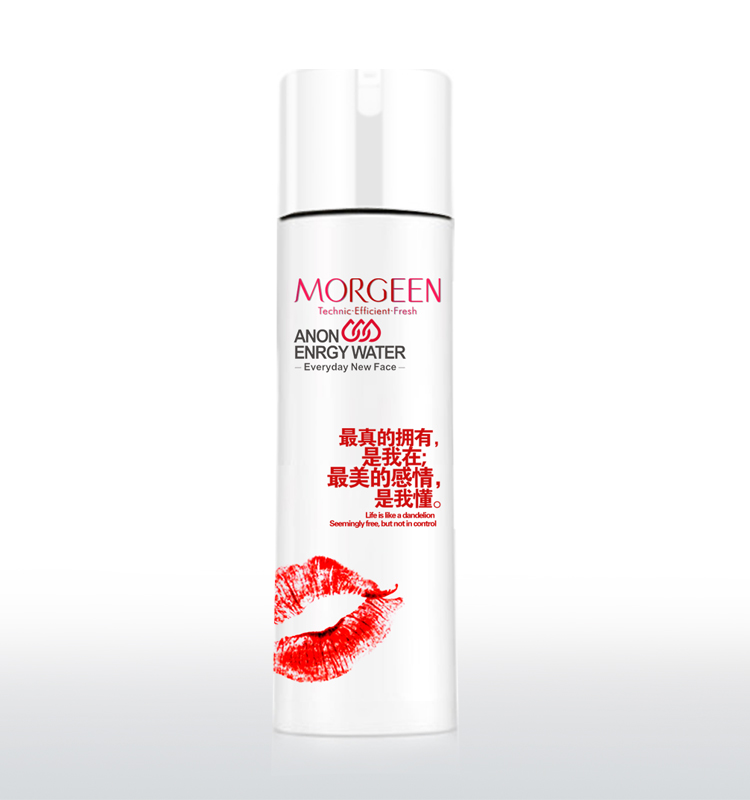 MORGEEN
Technic·Efficient·Fresh
ANON
ENRGY WATER
– Everyday New Face –
最真的拥有,
是我在;
最美的感情,
是我懂。
Life is like a dandelion
Seemingly free, but not in control